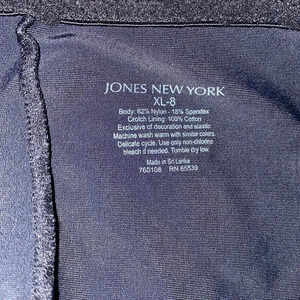 JONES NEW YORK
XL-8
Body: 82% Nylon - 18% Spandex
Crotch Lining: 100% Cotton
Exclusive of decoration and elastic
Machine wash warm with similar colors.
Delicate cycle. Use only non-chlorine
bleach if needed. Tumble dry low.
Made in Sri Lanka
760108 RN 65539